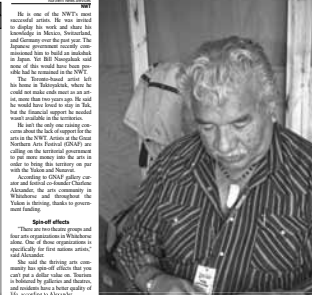 NWT
He is one of the NWT's most
successful artists. He was invited
to display his work and share his
knowledge in Mexico, Switzerland,
and Germany over the past year. The
Japanese government recently com-
missioned him to build an inukshuk
in Japan. Yet Bill Nasogaluak said
none of this would have been pos-
sible had he remained in the NWT.
The Toronto-based artist left
his home in Tuktoyaktuk, where he
could not make ends meet as an art-
ist, more than two years ago. He said
he would have loved to stay in Tuk,
but the financial support he needed
wasn't available in the territories.
He isn't the only one raising con-
cerns about the lack of support for the
arts in the NWT. Artists at the Great
Northern Arts Festival (GNAF) are
calling on the territorial government
to put more money into the arts in
order to bring this territory on par
with the Yukon and Nunavut.
According to GNAF gallery cur-
ator and festival co-founder Charlene
Alexander, the arts community in
Whitehorse and throughout the
Yukon is thriving, thanks to govern-
ment funding.
Spin-off effects
"There are two theatre groups and
four arts organizations in Whitehorse
alone. One of those organizations is
specifically for first nations artists,"
said Alexander.
She said the thriving arts com-
munity has spin-off effects that you
can't put a dollar value on. Tourism
is bolstered by galleries and theatres,
and residents have a better quality of
life, according to Alexander.